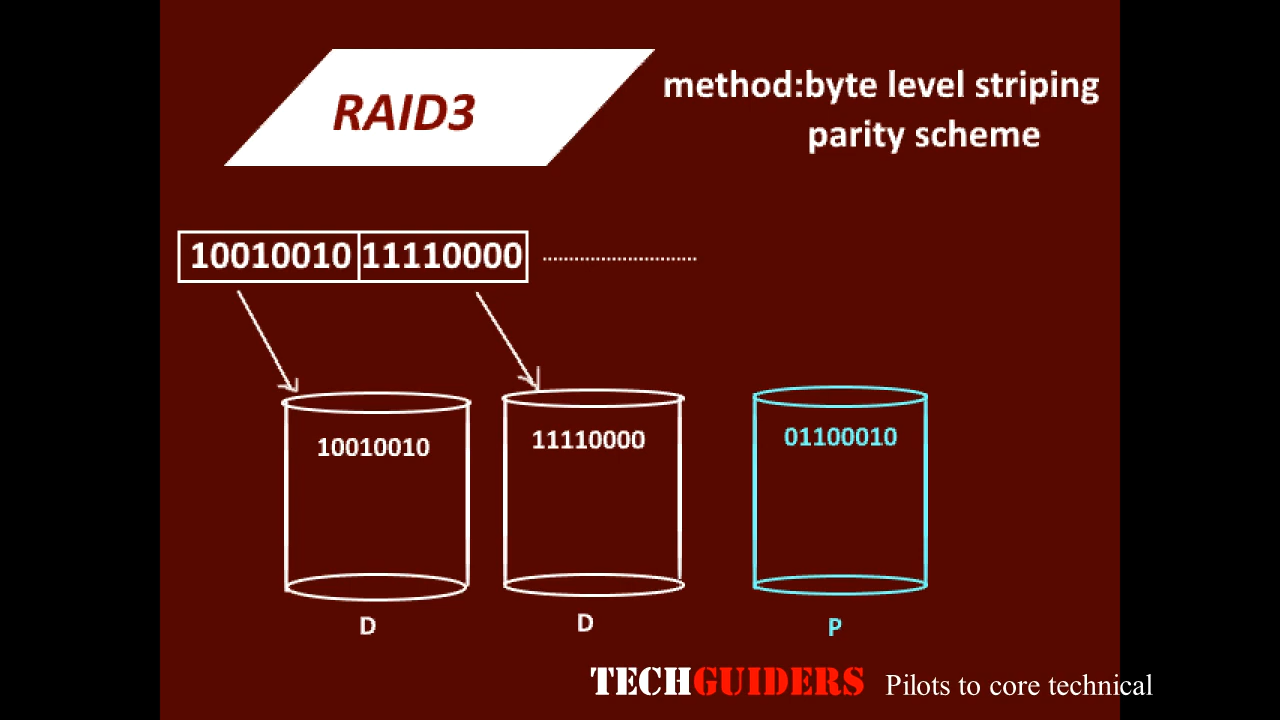 RAID3
method:byte level striping
parity scheme
10010010 11110000 ............................
10010010
11110000
01100010
D
D
P
TECHGUIDERS Pilots to core technical